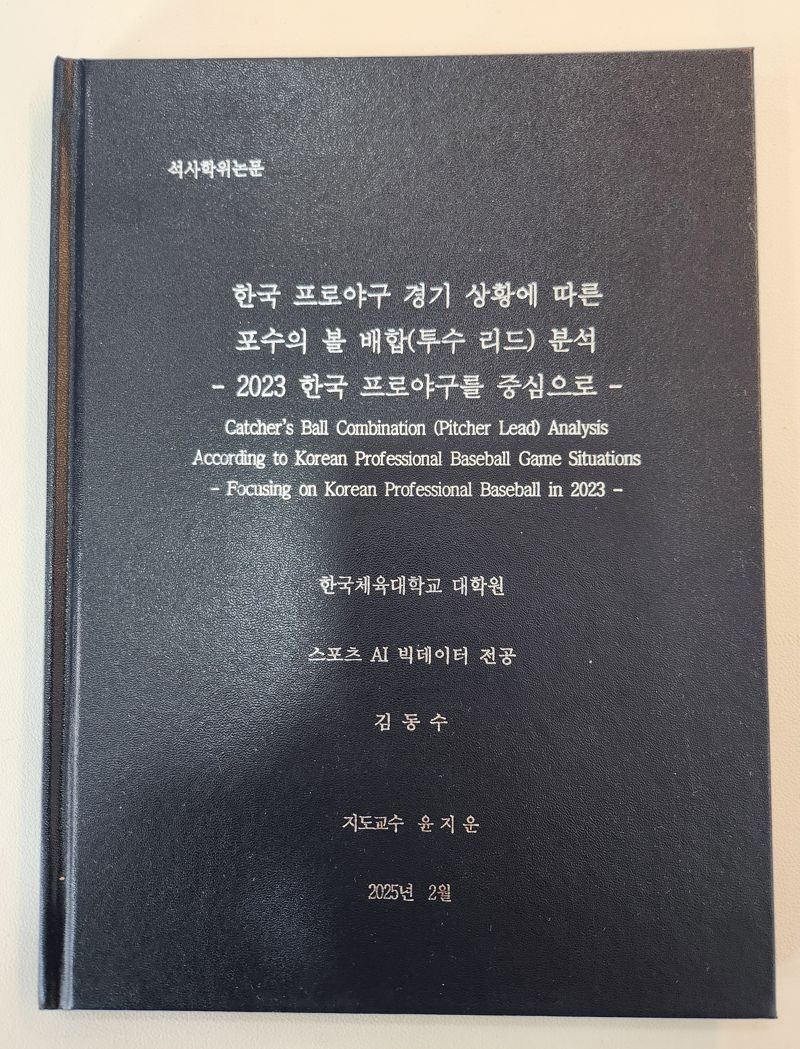 석사학위논문
한국 프로야구 경기 상황에 따른
포수의 볼 배합(투수 리드) 분석
- 2023 한국 프로야구를 중심으로 -
Catcher's Ball Combination (Pitcher Lead) Analysis
According to Korean Professional Baseball Game Situations
- Focusing on Korean Professional Baseball in 2023 -
한국체육대학교 대학원
스포츠 AI 빅데이터 전공
김 동 수
지도교수 윤 지 운
2025년 2월